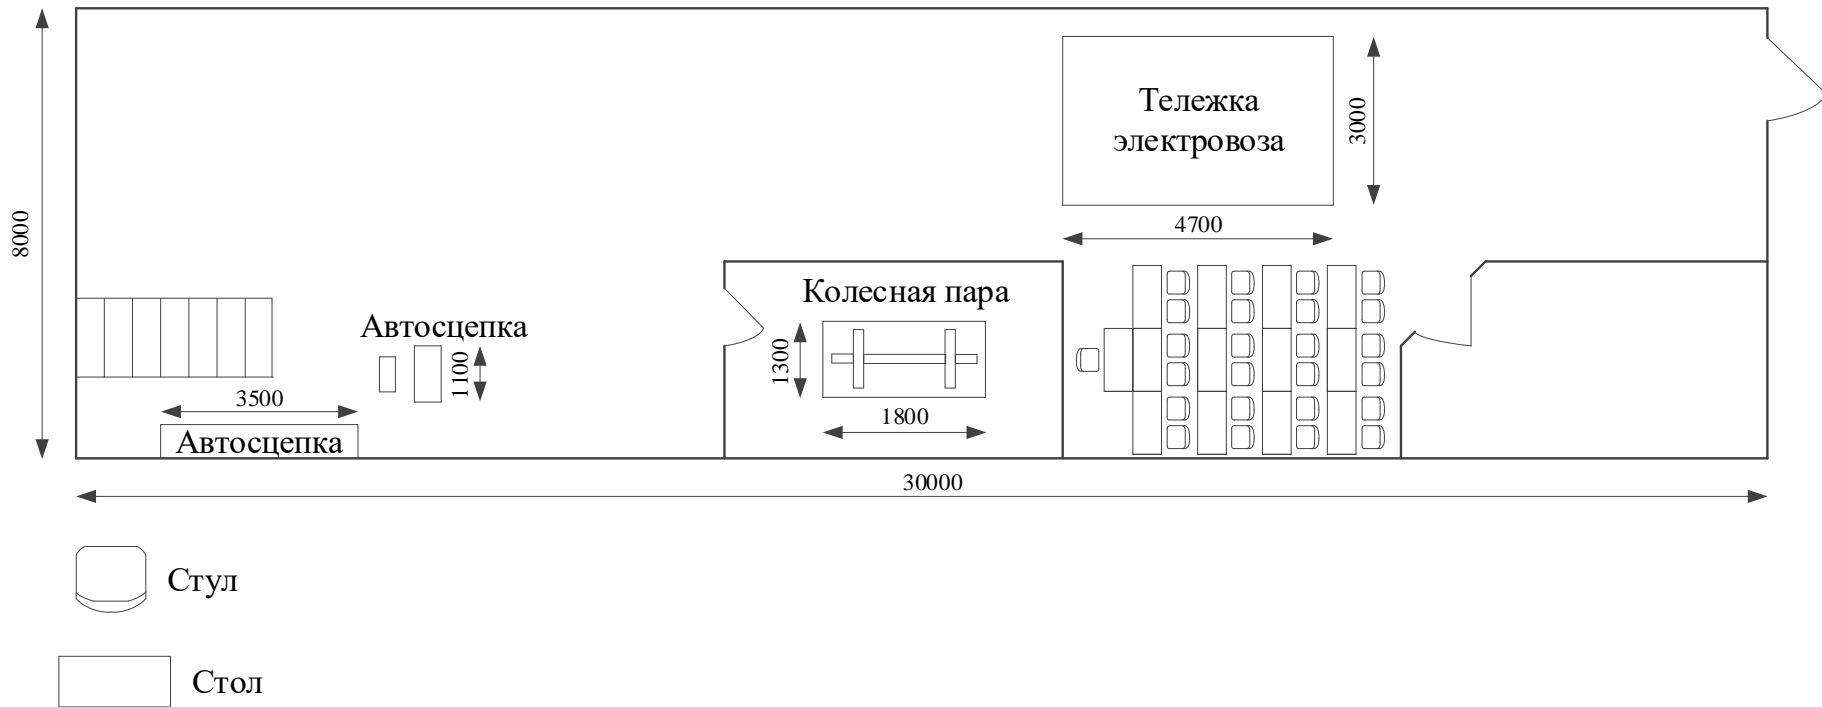 Тележка
электровоза
3000
8000
4700
Колесная пара
Автосцепка
1300
1100
3500
1800
Автосцепка
30000
Стул
Стол